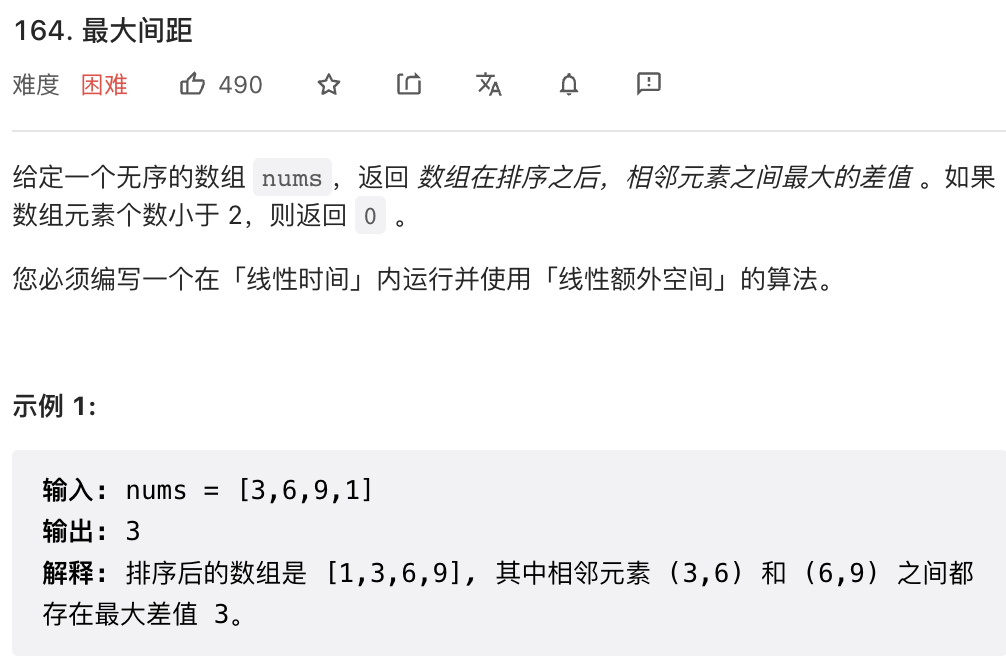 164. 最大间距
难度 困难 490
给定一个无序的数组 nums，返回 数组在排序之后，相邻元素之间最大的差值 。如果
数组元素个数小于 2，则返回 0 。
您必须编写一个在「线性时间」内运行并使用「线性额外空间」的算法。
示例 1:
输入: nums = [3,6,9,1]
输出: 3
解释: 排序后的数组是 [1,3,6,9], 其中相邻元素 (3,6) 和 (6,9) 之间都
存在最大差值 3。